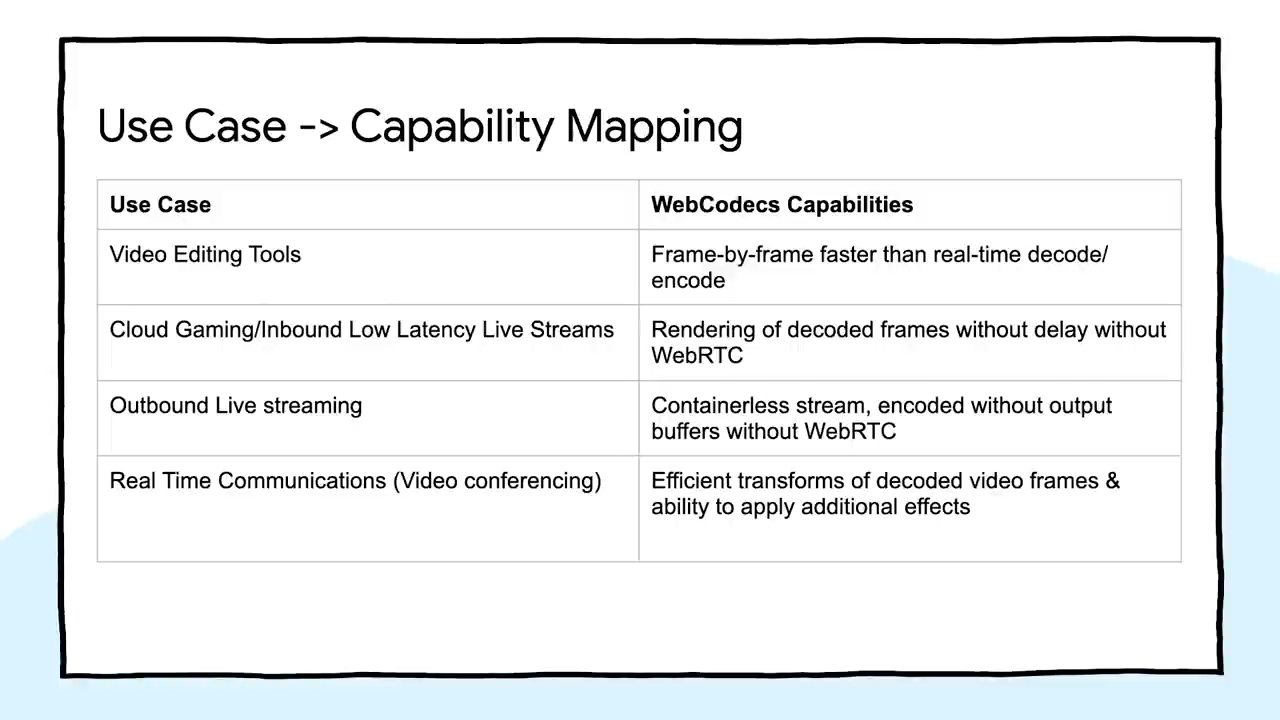 Use Case -> Capability Mapping
Use Case
WebCodecs Capabilities
Video Editing Tools
Frame-by-frame faster than real-time decode/
encode
Cloud Gaming/Inbound Low Latency Live Streams
Rendering of decoded frames without delay without
WebRTC
Outbound Live streaming
Containerless stream, encoded without output
buffers without WebRTC
Real Time Communications (Video conferencing)
Efficient transforms of decoded video frames &
ability to apply additional effects